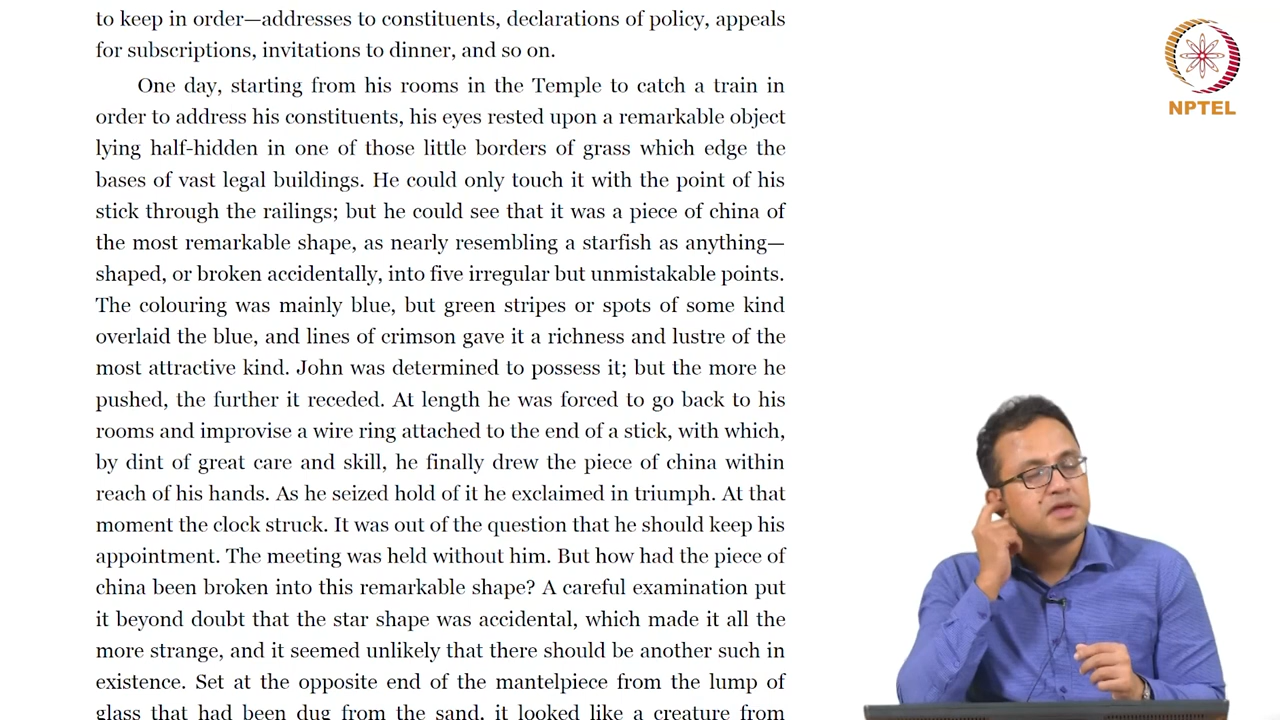 to keep in order—addresses to constituents, declarations of policy, appeals
for subscriptions, invitations to dinner, and so on.
One day, starting from his rooms in the Temple to catch a train in
order to address his constituents, his eyes rested upon a remarkable object
lying half-hidden in one of those little borders of grass which edge the
bases of vast legal buildings. He could only touch it with the point of his
stick through the railings; but he could see that it was a piece of china of
the most remarkable shape, as nearly resembling a starfish as anything—
shaped, or broken accidentally, into five irregular but unmistakable points.
The colouring was mainly blue, but green stripes or spots of some kind
overlaid the blue, and lines of crimson gave it a richness and lustre of the
most attractive kind. John was determined to possess it; but the more he
pushed, the further it receded. At length he was forced to go back to his
rooms and improvise a wire ring attached to the end of a stick, with which,
by dint of great care and skill, he finally drew the piece of china within
reach of his hands. As he seized hold of it he exclaimed in triumph. At that
moment the clock struck. It was out of the question that he should keep his
appointment. The meeting was held without him. But how had the piece of
china been broken into this remarkable shape? A careful examination put
it beyond doubt that the star shape was accidental, which made it all the
more strange, and it seemed unlikely that there should be another such in
existence. Set at the opposite end of the mantelpiece from the lump of
glass that had been dug from the sand, it looked like a creature from
NPTEL